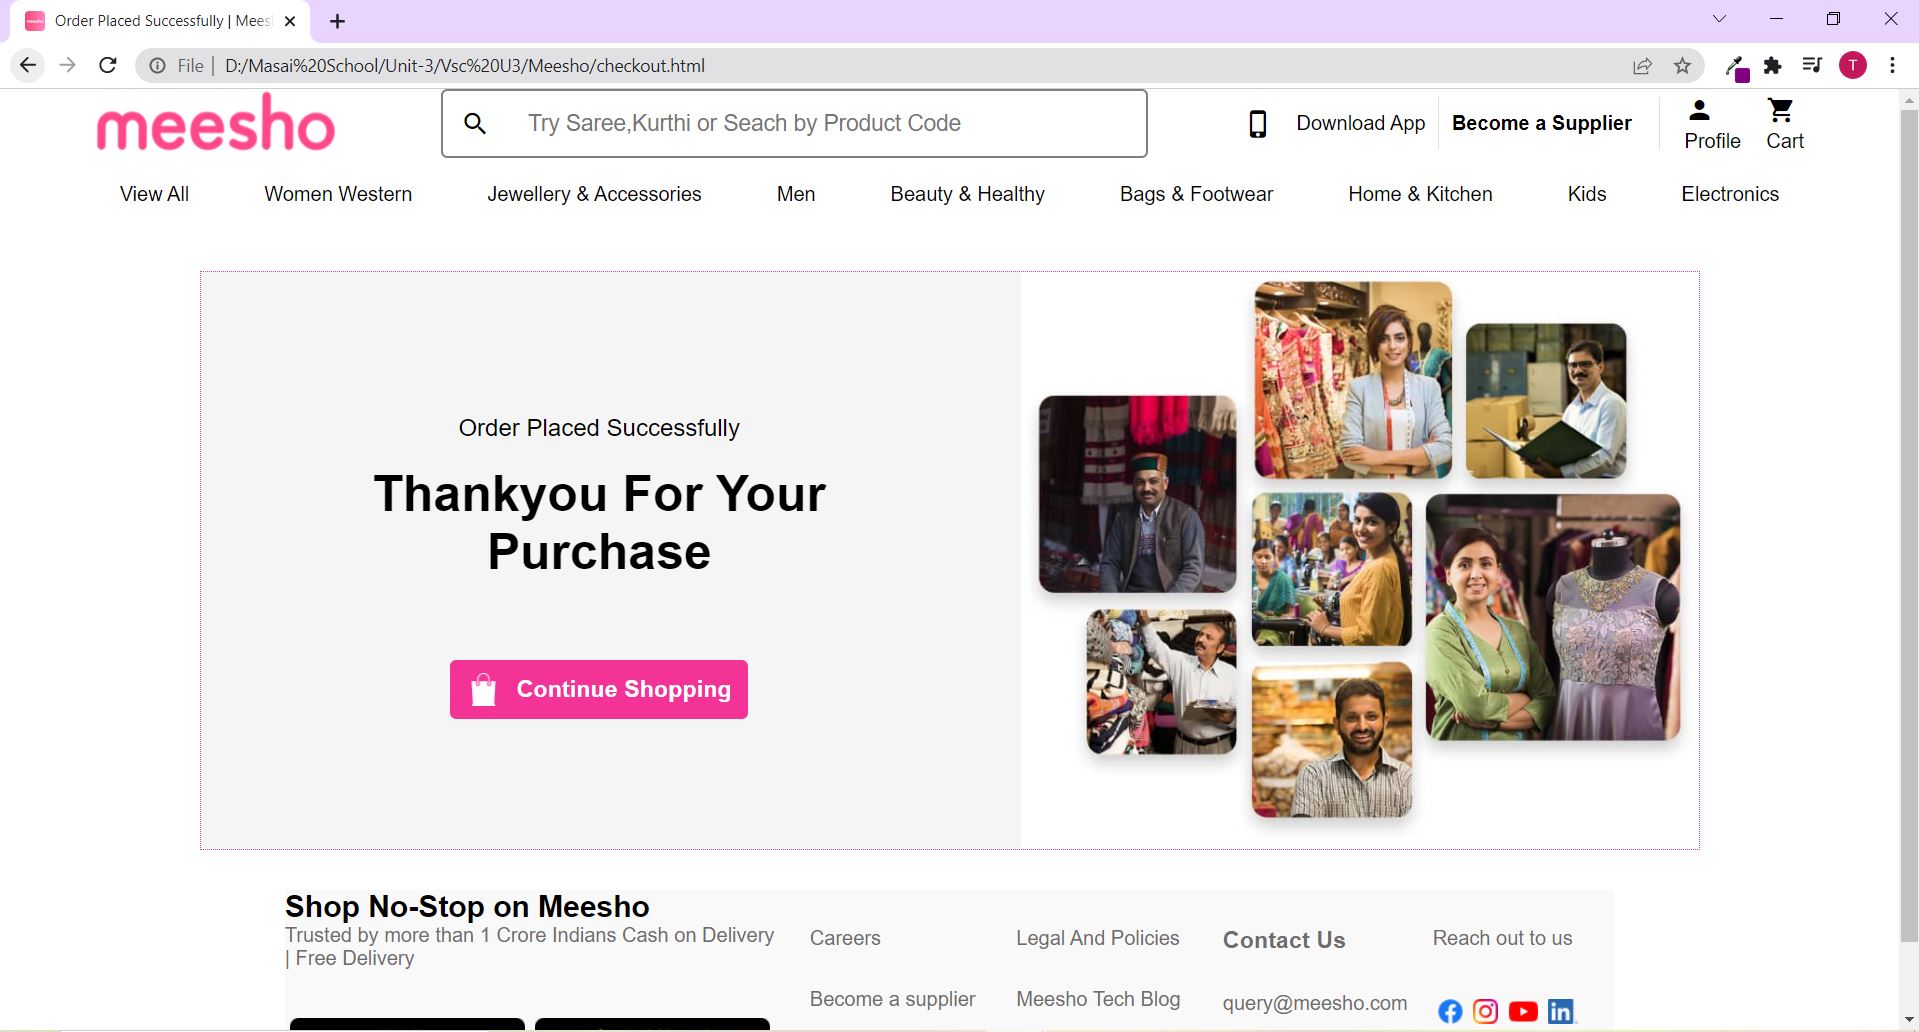 Order Placed Successfully | Mees
File | D:/Masai%20School/Unit-3/Vsc%20U3/Meesho/checkout.html
T
meesho
Try Saree,Kurthi or Seach by Product Code
Download App
Become a Supplier
Profile
Cart
View All
Women Western
Jewellery & Accessories
Men
Beauty & Healthy
Bags & Footwear
Home & Kitchen
Kids
Electronics
Order Placed Successfully
Thankyou For Your
Purchase
Continue Shopping
Shop No-Stop on Meesho
Trusted by more than 1 Crore Indians Cash on Delivery
| Free Delivery
Careers
Become a supplier
Legal And Policies
Meesho Tech Blog
Contact Us
query@meesho.com
Reach out to us
in